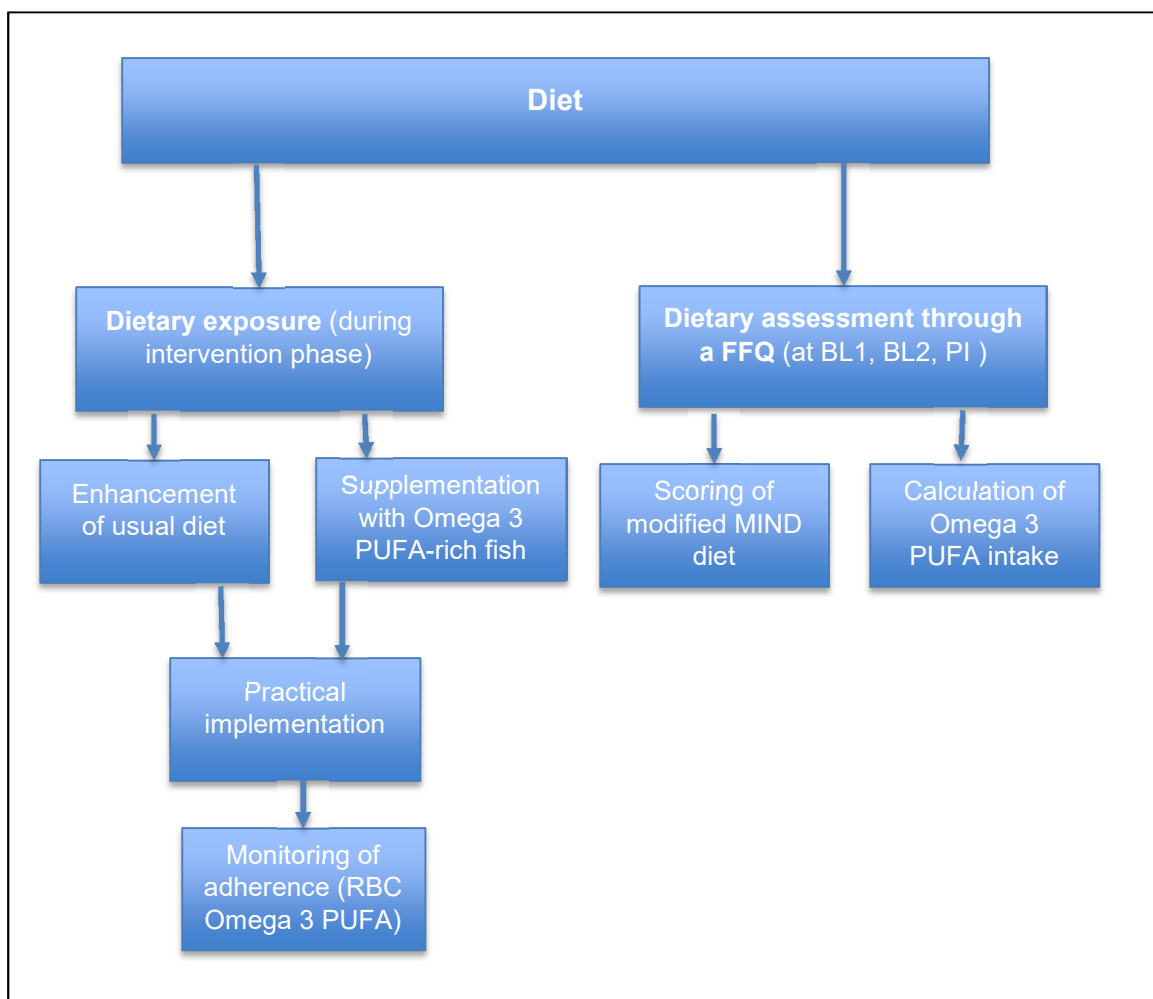 Diet
Dietary exposure (during
intervention phase)
Dietary assessment through
a FFQ (at BL1, BL2, PI )
Enhancement
of usual diet
Supplementation
with Omega 3
PUFA-rich fish
Scoring of
modified MIND
diet
Calculation of
Omega 3
PUFA intake
Practical
implementation
Monitoring of
adherence (RBC
Omega 3 PUFA)